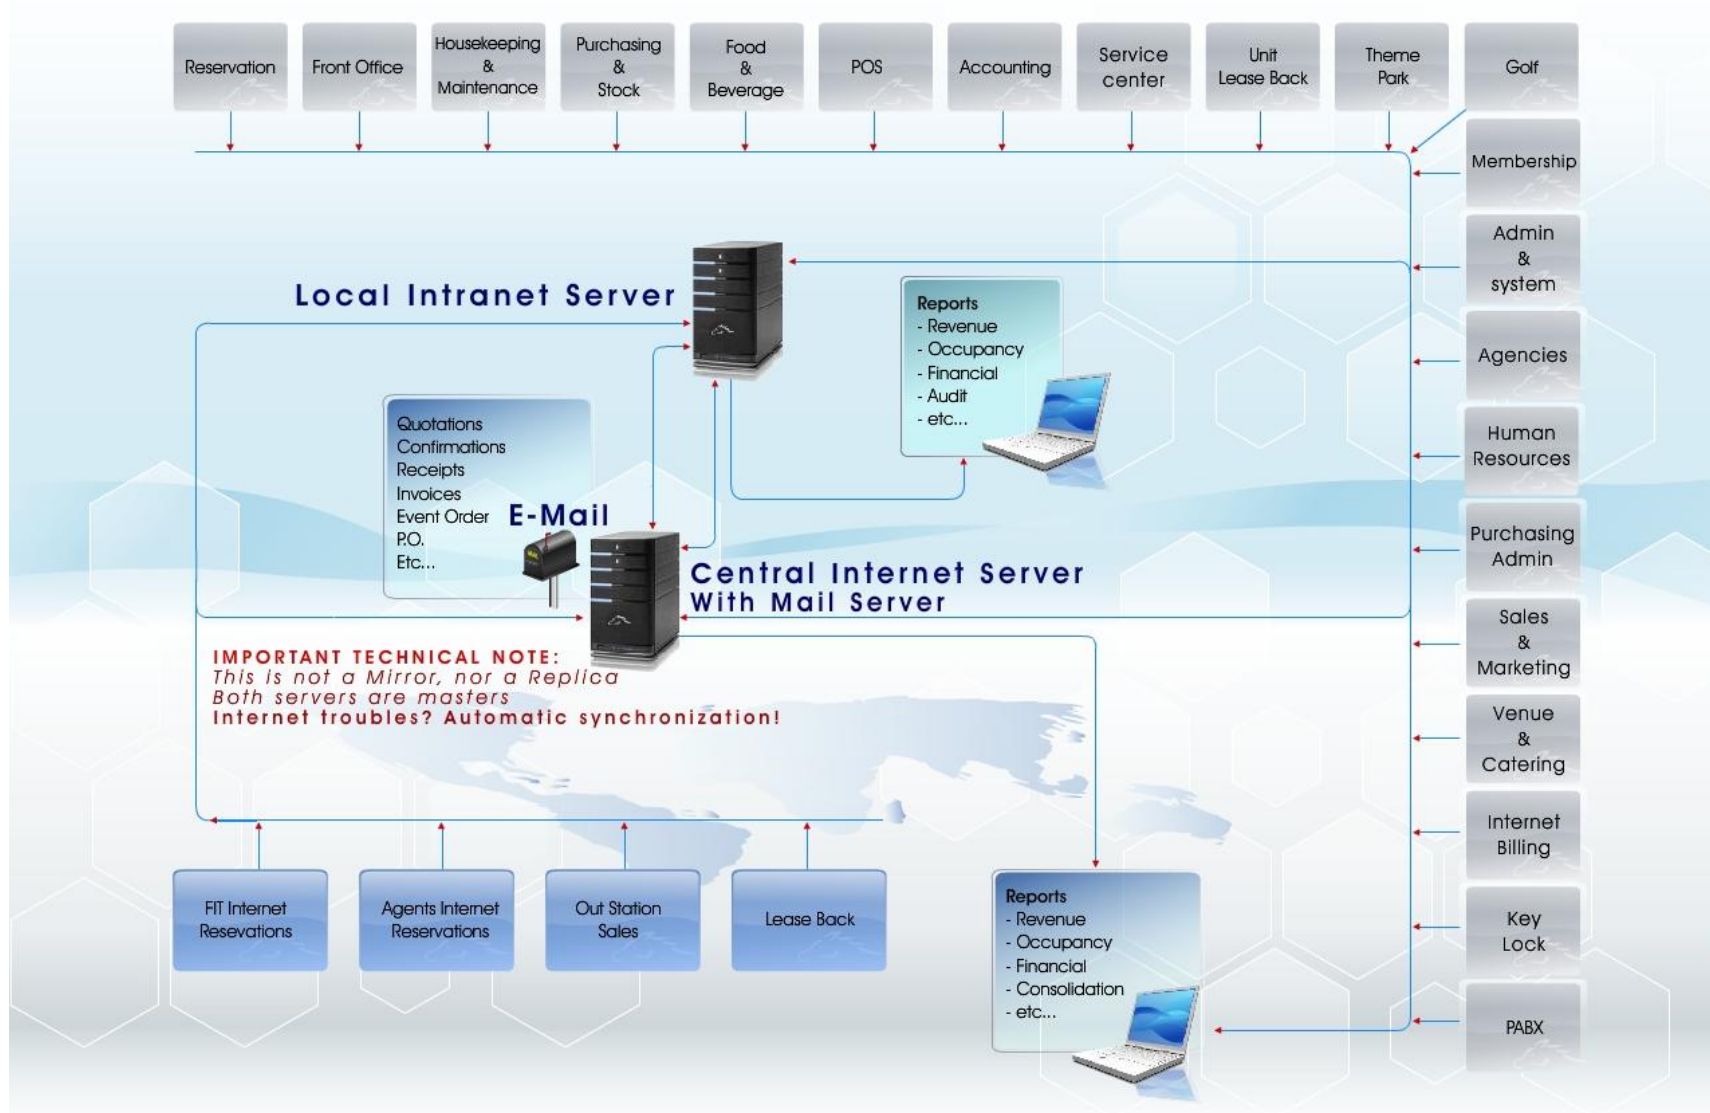 Reservation
Front Office
Housekeeping
&
Maintenance
Purchasing
&
Stock
Food
&
Beverage
POS
Accounting
Service
center
Unit
Lease Back
Theme
Park
Golf
Membership
Admin
&
system
Agencies
Human
Resources
Purchasing
Admin
Sales
&
Marketing
Venue
&
Catering
Internet
Billing
Key
Lock
PABX
Local Intranet Server
Reports
- Revenue
- Occupancy
- Financial
- Audit
- etc...
Quotations
Confirmations
Receipts
Invoices
Event Order
P.O.
Etc...
E-Mail
Central Internet Server
With Mail Server
IMPORTANT TECHNICAL NOTE:
This is not a Mirror, nor a Replica
Both servers are masters
Internet troubles? Automatic synchronization!
FIT Internet
Resevations
Agents Internet
Reservations
Out Station
Sales
Lease Back
Reports
- Revenue
- Occupancy
- Financial
- Consolidation
- etc...